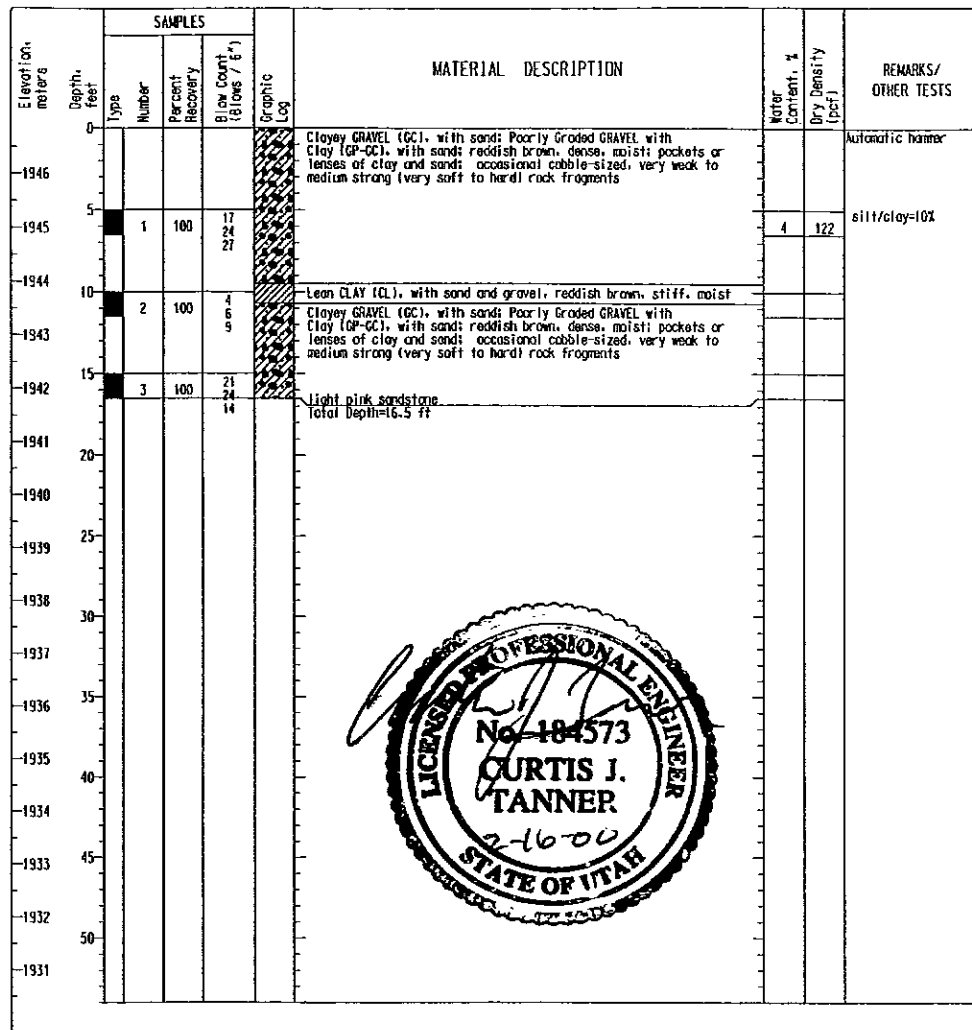 SAMPLES
Elevation, meters
Depth, feet
Type
Number
Percent Recovery
Blow Count (Blows / 6")
Graphic Log
MATERIAL DESCRIPTION
Water Content, %
Dry Density (pcf)
REMARKS/
OTHER TESTS
0
Clayey GRAVEL (GC), with sand; Poorly Graded GRAVEL with
Clay (GP-GC), with sand; reddish brown, dense, moist; pockets or
lenses of clay and sand; occasional cobble-sized, very weak to
medium strong (very soft to hard) rock fragments
Automatic hammer
1946
5
1945
1
100
17
24
27
4
122
silt/clay=10%
1944
10
Lean CLAY (CL), with sand and gravel, reddish brown, stiff, moist
2
100
4
6
9
Clayey GRAVEL (GC), with sand; Poorly Graded GRAVEL with
Clay (GP-GC), with sand; reddish brown, dense, moist; pockets or
lenses of clay and sand; occasional cobble-sized, very weak to
medium strong (very soft to hard) rock fragments
1943
15
1942
3
100
21
24
14
light pink sandstone
Total Depth=16.5 ft
1941
20
1940
25
1939
1938
30
1937
35
1936
1935
40
1934
45
1933
1932
50
1931
LICENSED PROFESSIONAL ENGINEER
No. 184573
CURTIS J.
TANNER
2-16-00
STATE OF UTAH